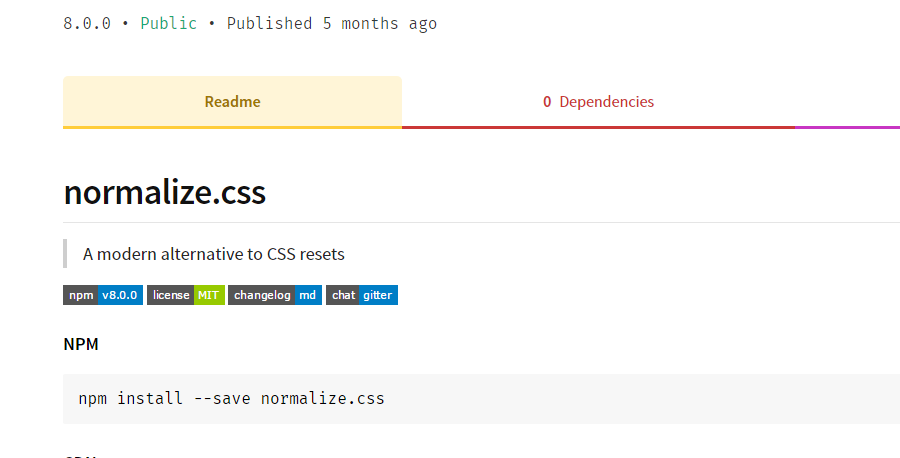 8.0.0 • Public • Published 5 months ago
Readme
0 Dependencies
normalize.css
A modern alternative to CSS resets
npm v8.0.0 license MIT changelog md chat gitter
NPM
npm install --save normalize.css